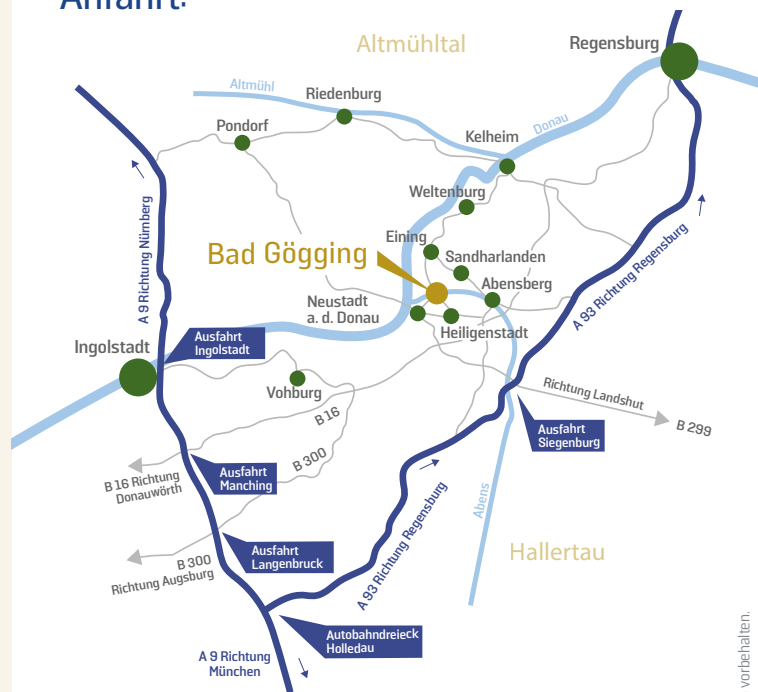 Anfahrt:
Altmühltal
Regensburg
Altmühl
Riedenburg
Donau
Pondorf
Kelheim
Weltenburg
A 9 Richtung Nürnberg
Eining
Bad Gögging
Sandharlanden
Abensberg
A 93 Richtung Regensburg
Neustadt
a. d. Donau
Heiligenstadt
Ausfahrt
Ingolstadt
Ingolstadt
Vohburg
Richtung Landshut
B 299
B 16
Ausfahrt
Siegenburg
B 300
Ausfahrt
Manching
B 16 Richtung
Donauwörth
Abens
A 93 Richtung Regensburg
Ausfahrt
Langenbruck
Hallertau
B 300
Richtung Augsburg
Autobahndreieck
Holledau
A 9 Richtung
München
vorbehalten.